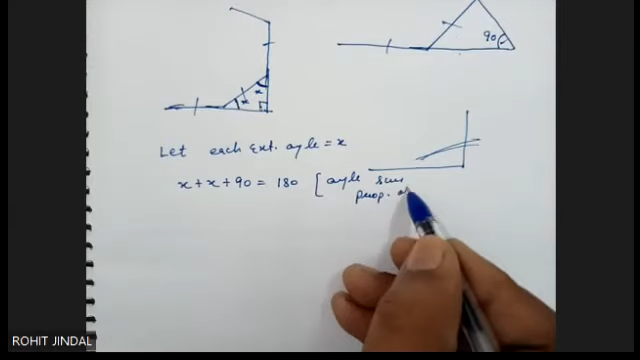 90
x
x
Let each Ext. angle = x
x + x + 90 = 180 [angle sum
prop. o
ROHIT JINDAL